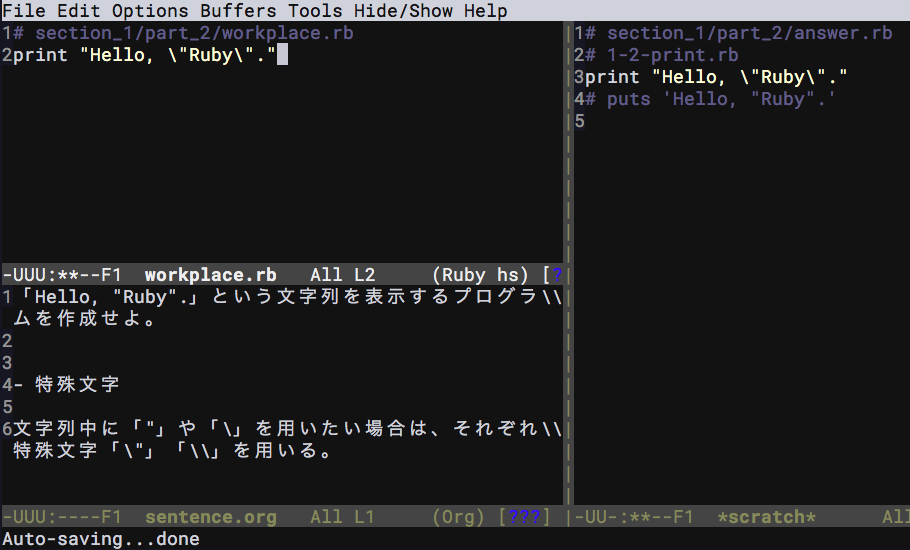 File Edit Options Buffers Tools Hide/Show Help
1# section_1/part_2/workplace.rb
2print "Hello, \"Ruby\"."
-UUU:**--F1  workplace.rb   All L2     (Ruby hs) [?
1「Hello, "Ruby".」という文字列を表示するプログラ\\
ムを作成せよ。
2
3
4- 特殊文字
5
6文字列中に「"」や「\」を用いたい場合は、それぞれ\\
特殊文字「\"」「\\」を用いる。
-UUU:----F1  sentence.org   All L1     (Org) [???]
1# section_1/part_2/answer.rb
2# 1-2-print.rb
3print "Hello, \"Ruby\"."
4# puts 'Hello, "Ruby".'
5
-UU-:**--F1  *scratch*      All
Auto-saving...done